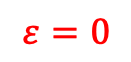 ε = 0